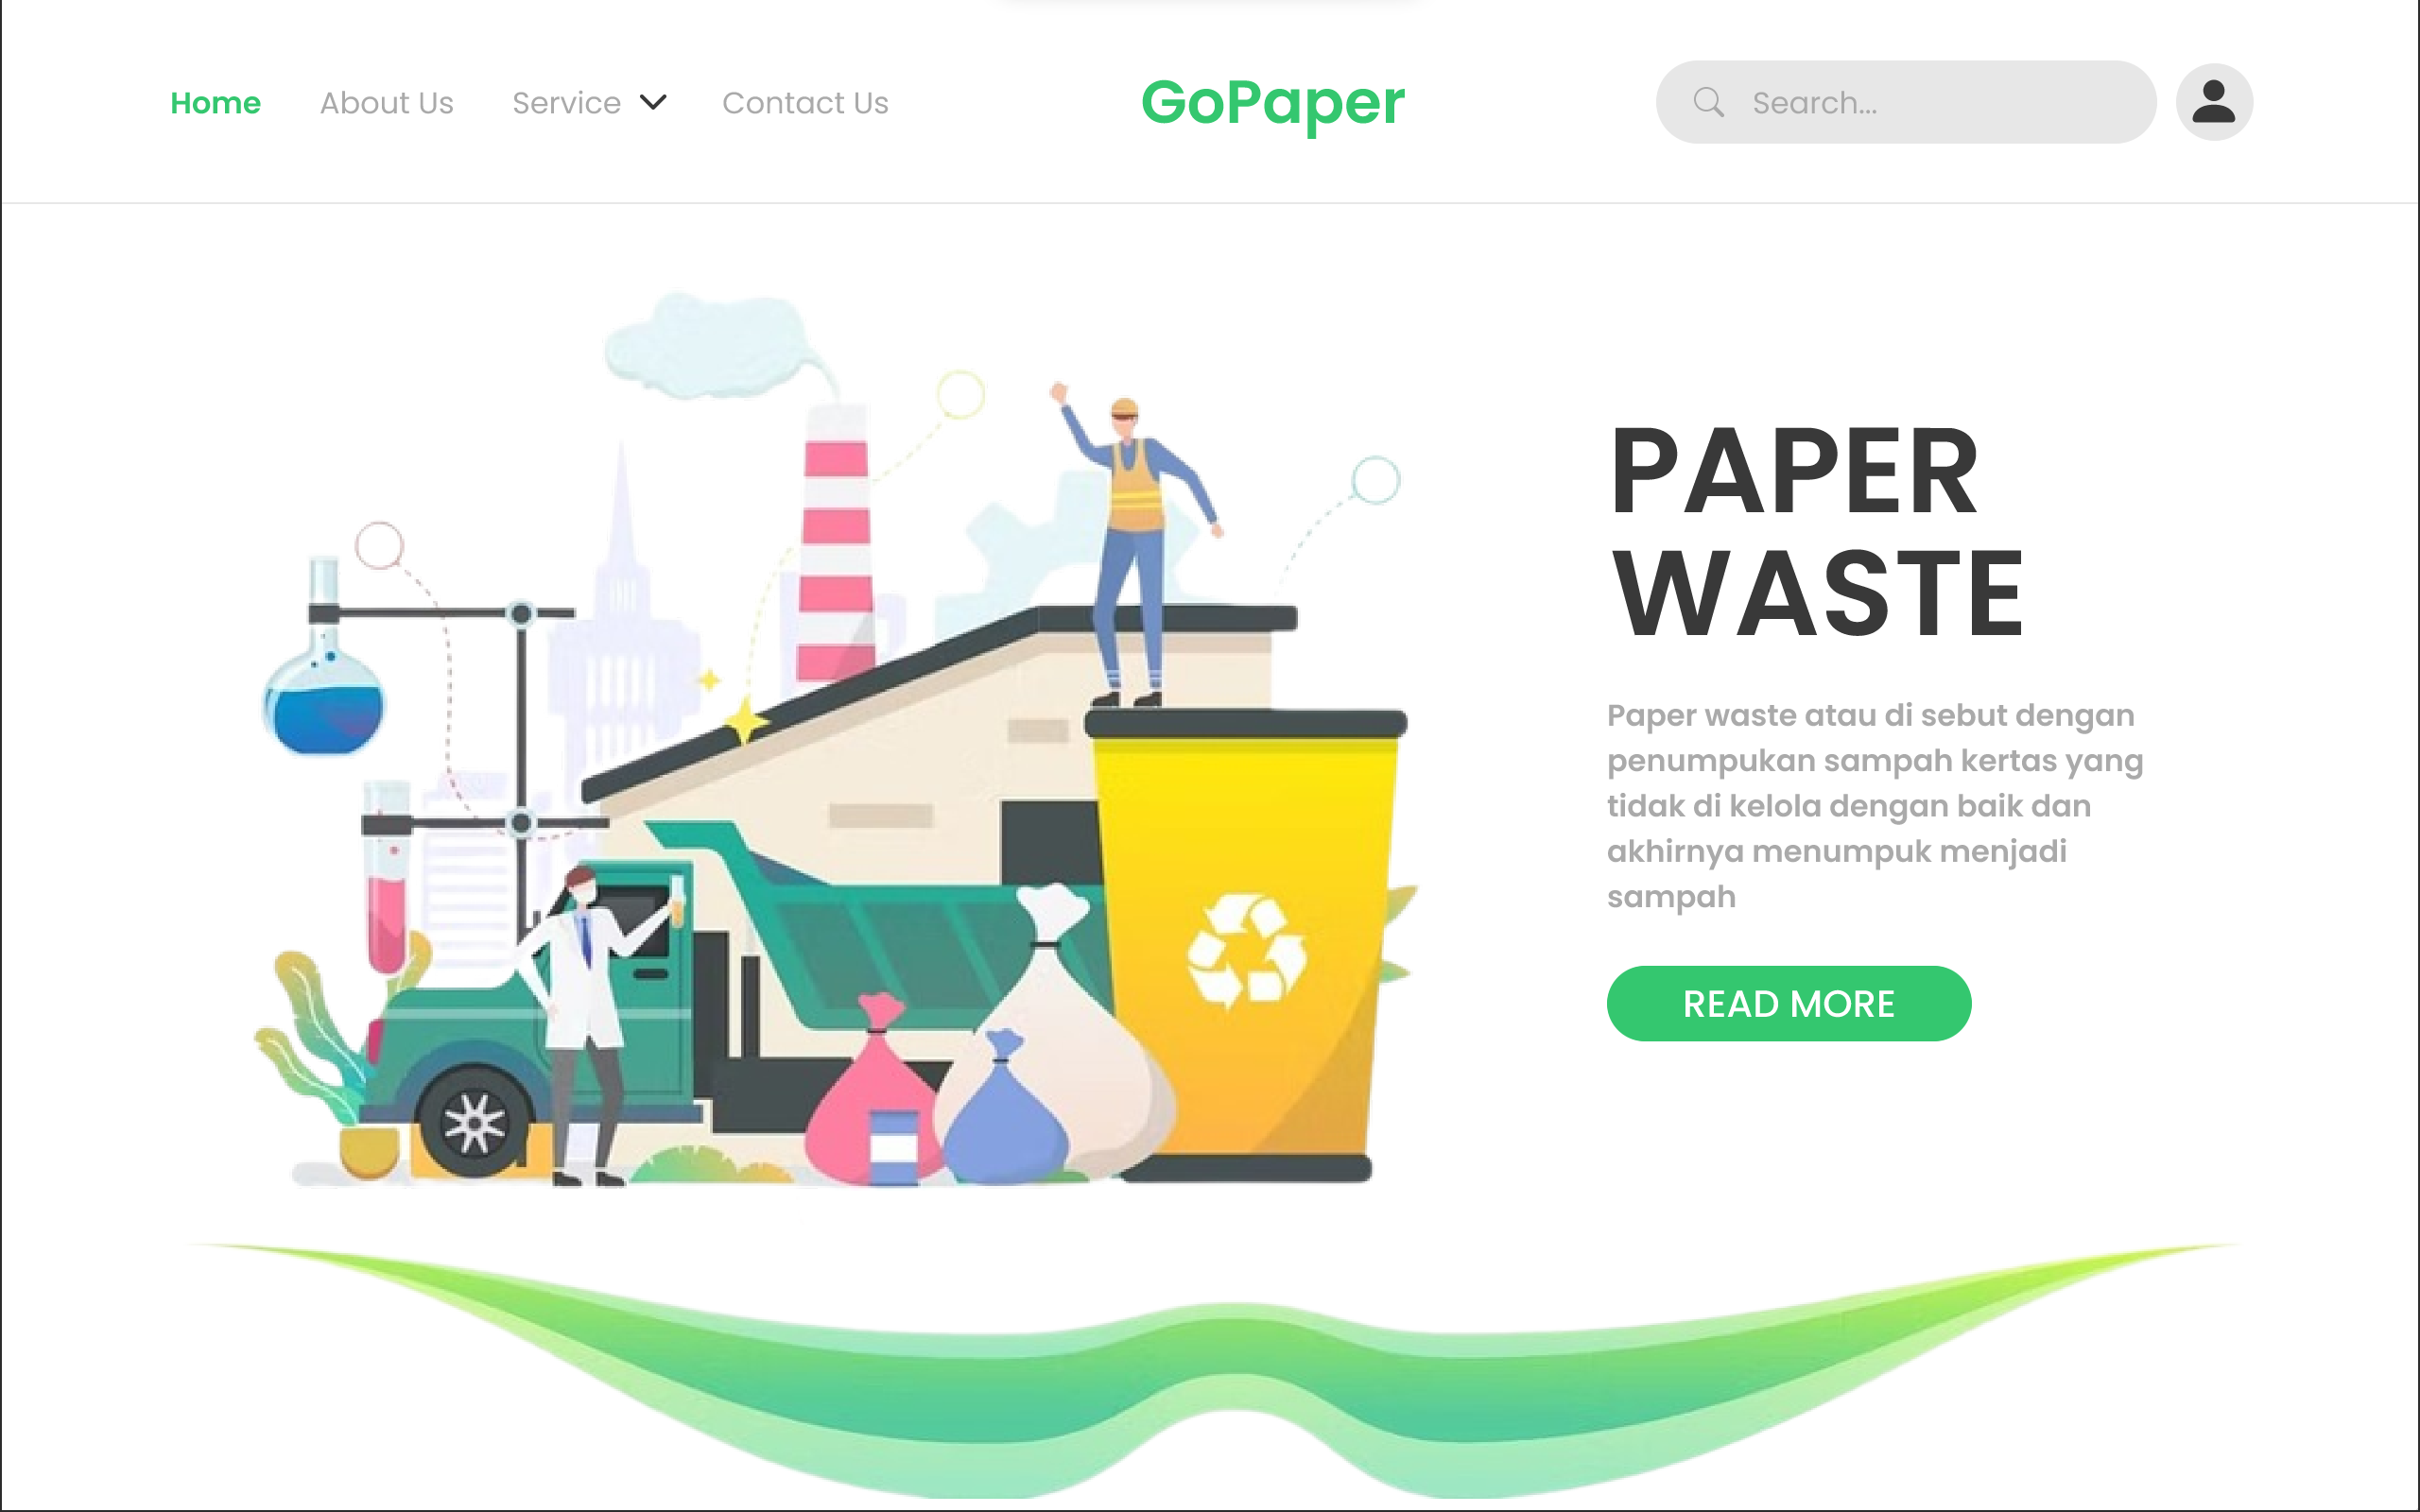 Home About Us Service Contact Us GoPaper Search...
PAPER
WASTE
Paper waste atau di sebut dengan
penumpukan sampah kertas yang
tidak di kelola dengan baik dan
akhirnya menumpuk menjadi
sampah
READ MORE